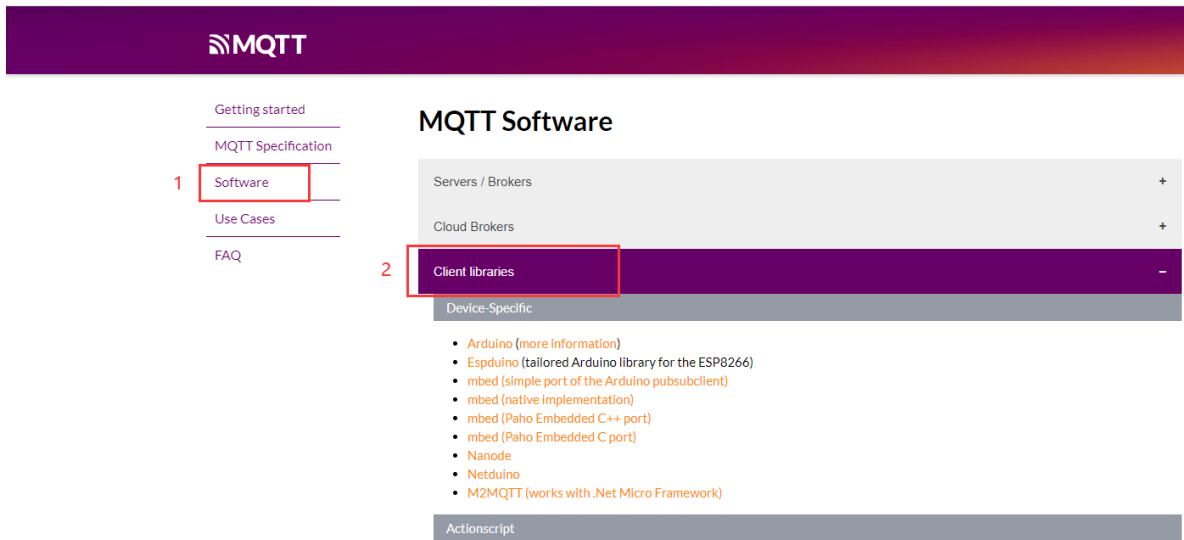 MQTT
Getting started
MQTT Specification
1
Software
Use Cases
FAQ
MQTT Software
Servers / Brokers +
Cloud Brokers +
2
Client libraries –
Device-Specific
• Arduino (more information)
• Espduino (tailored Arduino library for the ESP8266)
• mbed (simple port of the Arduino pubsubclient)
• mbed (native implementation)
• mbed (Paho Embedded C++ port)
• mbed (Paho Embedded C port)
• Nanode
• Netduino
• M2MQTT (works with .Net Micro Framework)
Actionscript